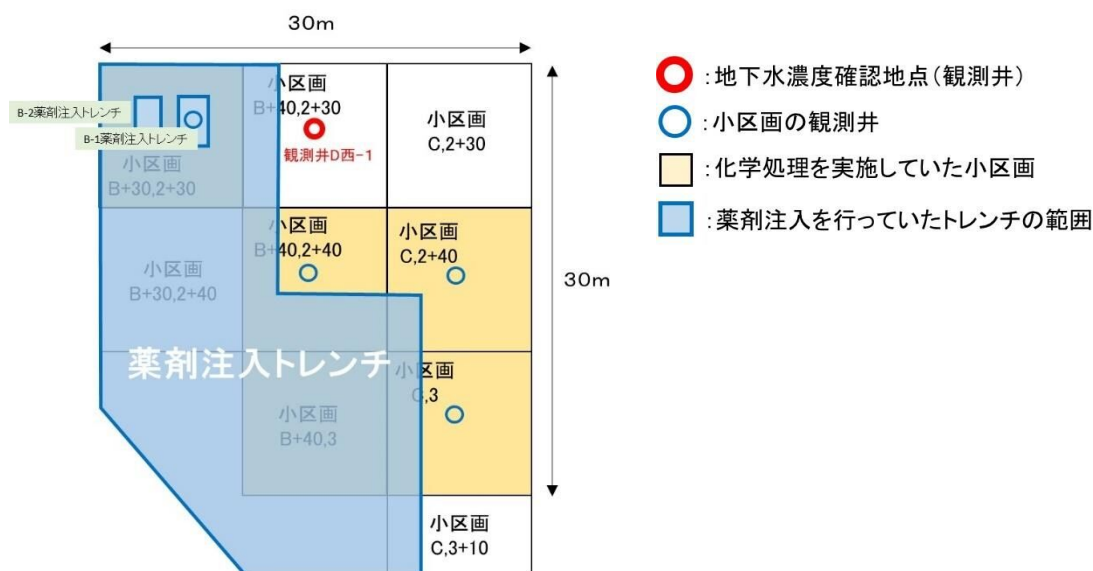 30m
小区画
B+40,2+30
観測井D西-1
小区画
C,2+30
B-2薬剤注入トレンチ
B-1薬剤注入トレンチ
小区画
B+30,2+30
小区画
B+40,2+40
小区画
C,2+40
小区画
B+30,2+40
30m
薬剤注入トレンチ
小区画
C,3
小区画
B+40,3
小区画
C,3+10
:地下水濃度確認地点(観測井)
:小区画の観測井
:化学処理を実施していた小区画
:薬剤注入を行っていたトレンチの範囲